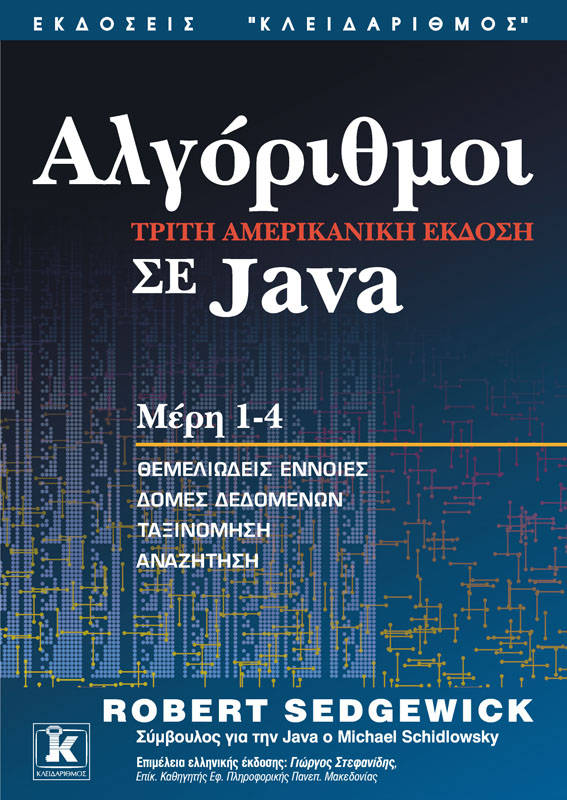 ΕΚΔΟΣΕΙΣ "ΚΛΕΙΔΑΡΙΘΜΟΣ"
Αλγόριθμοι
ΤΡΙΤΗ ΑΜΕΡΙΚΑΝΙΚΗ ΕΚΔΟΣΗ
ΣΕ Java
Μέρη 1-4
ΘΕΜΕΛΙΩΔΕΙΣ ΕΝΝΟΙΕΣ
ΔΟΜΕΣ ΔΕΔΟΜΕΝΩΝ
ΤΑΞΙΝΟΜΗΣΗ
ΑΝΑΖΗΤΗΣΗ
ROBERT SEDGEWICK
Σύμβουλος για την Java ο Michael Schidlowsky
Κ
ΚΛΕΙΔΑΡΙΘΜΟΣ
Επιμέλεια ελληνικής έκδοσης: Γιώργος Στεφανίδης,
Επίκ. Καθηγητής Εφ. Πληροφορικής Πανεπ. Μακεδονίας